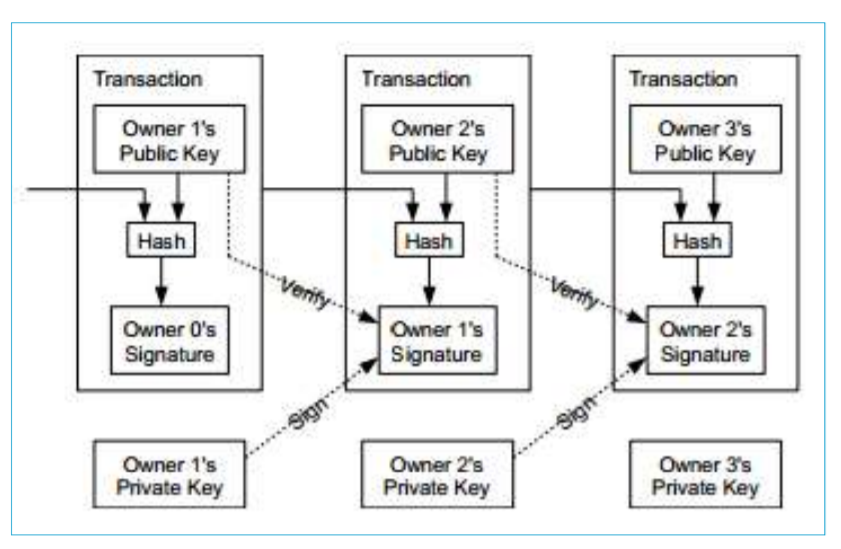 Transaction
Transaction
Transaction
Owner 1's
Public Key
Owner 2's
Public Key
Owner 3's
Public Key
Hash
Hash
Hash
Verify
Verify
Owner 0's
Signature
Owner 1's
Signature
Owner 2's
Signature
Sign
Sign
Owner 1's
Private Key
Owner 2's
Private Key
Owner 3's
Private Key